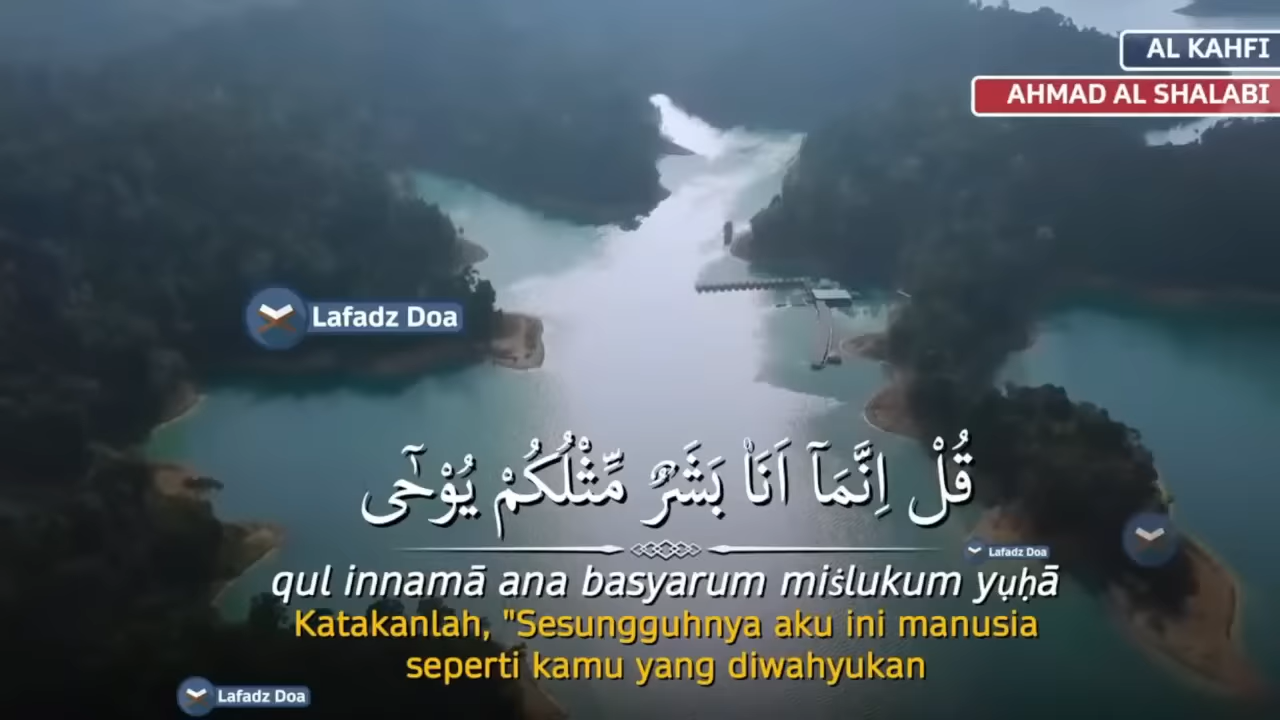 AL KAHFI
AHMAD AL SHALABI
Lafadz Doa
قُلْ اِنَّمَآ اَنَا۠ بَشَرٌ مِّثْلُكُمْ يُوْحٰٓى
Lafadz Doa
qul innamā ana basyarum miṡlukum yụḥā
Katakanlah, "Sesungguhnya aku ini manusia
seperti kamu yang diwahyukan
Lafadz Doa